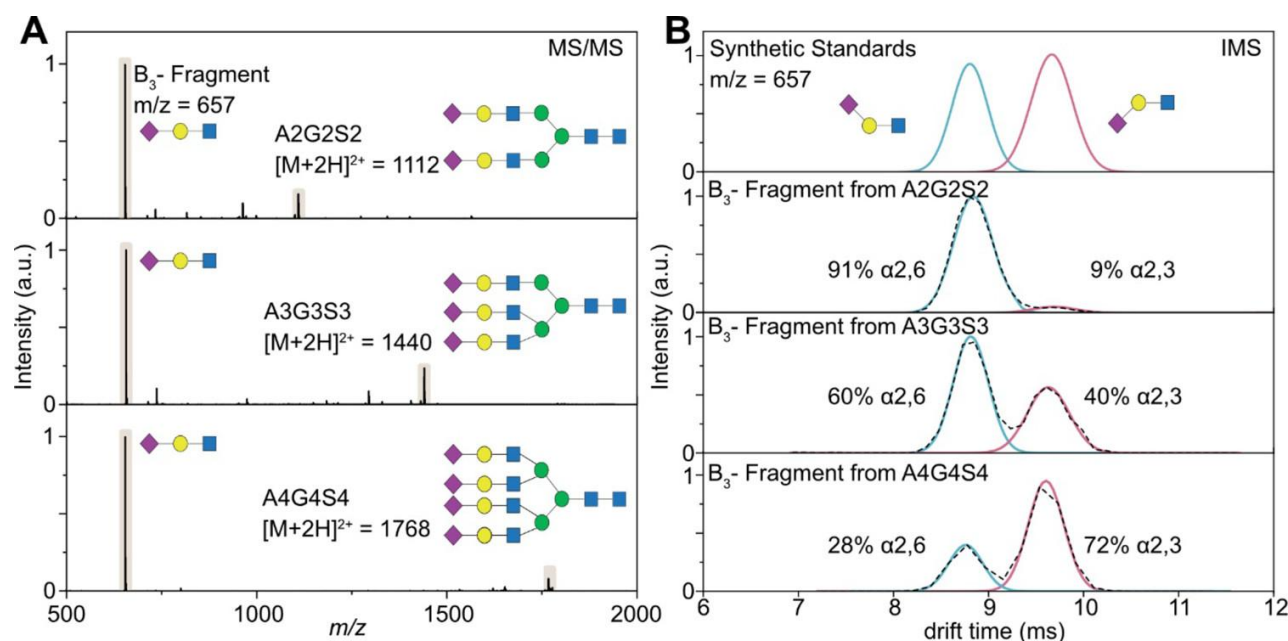 A
MS/MS
1
B₃- Fragment
m/z = 657
A2G2S2
[M+2H]²⁺ = 1112
0
1
A3G3S3
[M+2H]²⁺ = 1440
0
1
A4G4S4
[M+2H]²⁺ = 1768
0
500
1000
1500
2000
m/z
Intensity (a.u.)
B
Synthetic Standards
IMS
1
m/z = 657
0
B₃- Fragment from A2G2S2
1
91% α2,6
9% α2,3
0
B₃- Fragment from A3G3S3
1
60% α2,6
40% α2,3
0
B₃- Fragment from A4G4S4
1
28% α2,6
72% α2,3
0
6
7
8
9
10
11
12
drift time (ms)
Intensity (a.u.)